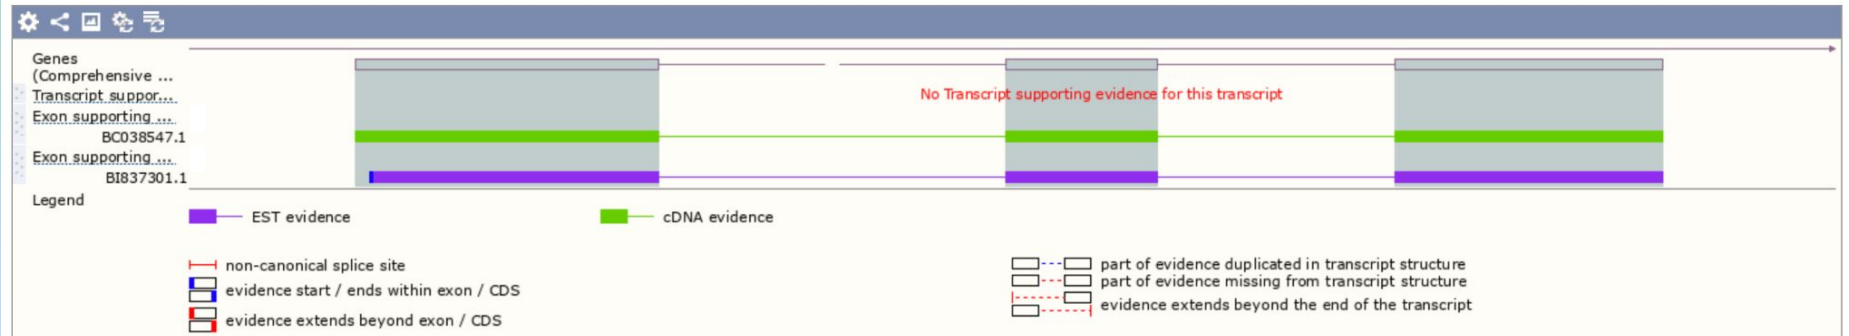 Genes
(Comprehensive ...
No Transcript supporting evidence for this transcript
Transcript suppor...
Exon supporting ...
BC038547.1
Exon supporting ...
BI837301.1
Legend
EST evidence
cDNA evidence
non-canonical splice site
evidence start / ends within exon / CDS
evidence extends beyond exon / CDS
part of evidence duplicated in transcript structure
part of evidence missing from transcript structure
evidence extends beyond the end of the transcript